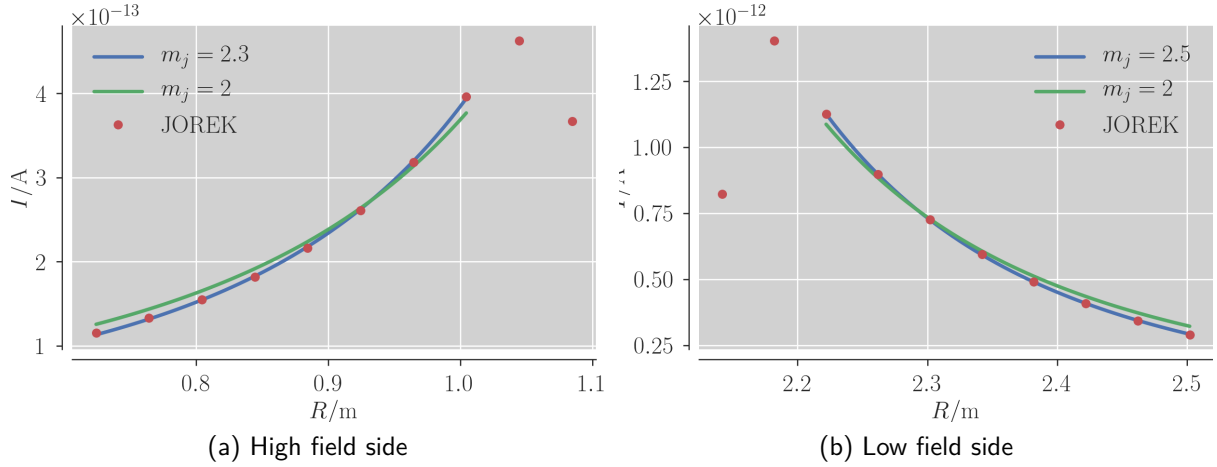 ×10⁻¹³
m_j = 2.3
m_j = 2
JOREK
4
3
2
1
I/A
0.8
0.9
1.0
1.1
R/m
(a) High field side
×10⁻¹²
m_j = 2.5
m_j = 2
JOREK
1.25
1.00
0.75
0.50
0.25
2.2
2.3
2.4
2.5
R/m
(b) Low field side